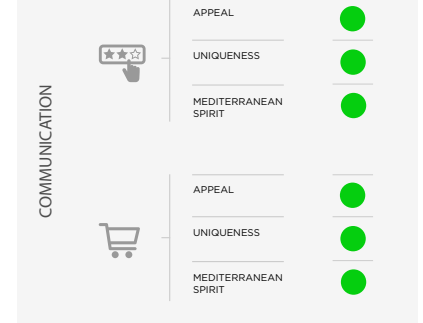 COMMUNICATION
APPEAL
UNIQUENESS
MEDITERRANEAN
SPIRIT
APPEAL
UNIQUENESS
MEDITERRANEAN
SPIRIT